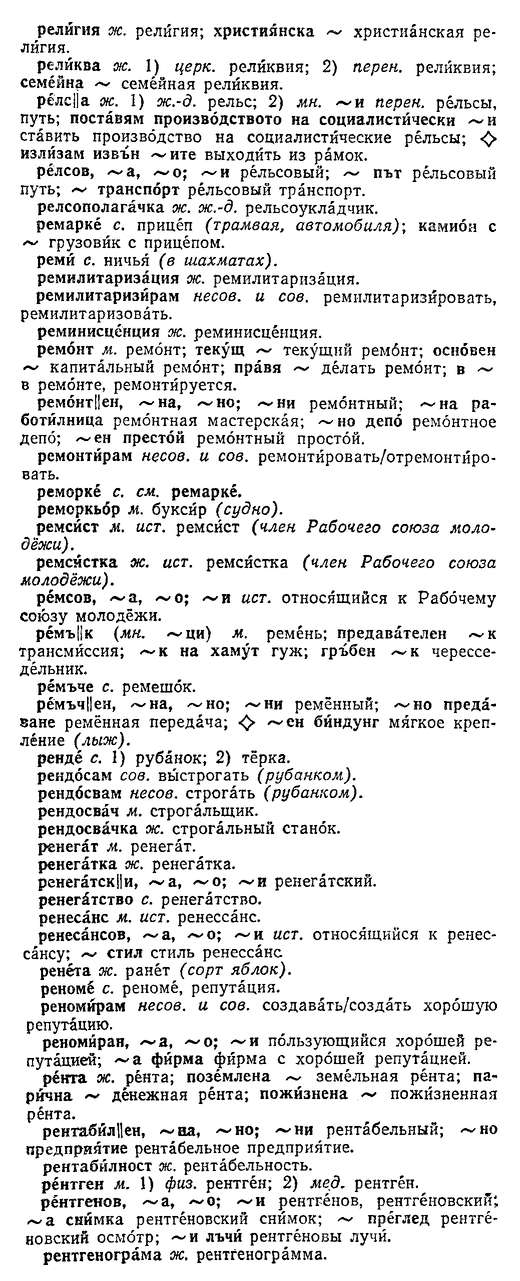 рели́гия ж. рели́гия; християнска ~ христиа́нская ре-
ли́гия.
рели́ква ж. 1) церк. рели́квия; 2) перен. рели́квия;
семе́йна ~ семе́йная рели́квия.
ре́лс||а ж. 1) ж.-д. рельс; 2) мн. ~и перен. ре́льсы,
путь; поста́вям произво́дството на социалисти́чески ~и
ста́вить произво́дство на социалисти́ческие ре́льсы; ◇
изли́зам извъ́н ~ите выходи́ть из ра́мок.
ре́лсов, ~а, ~о; ~и ре́льсовый; ~ път ре́льсовый
путь; ~ транспо́рт ре́льсовый тра́нспорт.
релсополага́чка ж. ж.-д. рельсоукла́дчик.
ремарке́ с. прице́п (трамвая, автомобиля); камио́н с
~ грузови́к с прице́пом.
реми́ с. ничья́ (в шахматах).
ремилитариза́ция ж. ремилитариза́ция.
ремилитаризи́рам несов. и сов. ремилитаризи́ровать,
ремилитаризова́ть.
реминисце́нция ж. реминисце́нция.
ремо́нт м. ремо́нт; теку́щ ~ теку́щий ремо́нт; осно́вен
~ капита́льный ремо́нт; пра́вя ~ де́лать ремо́нт; в ~
в ремо́нте, ремонти́руется.
ремо́нт||ен, ~на, ~но; ~ни ремо́нтный; ~на ра-
боти́лница ремо́нтная мастерска́я; ~но депо́ ремо́нтное
депо́; ~ен престо́й ремо́нтный просто́й.
ремонти́рам несов. и сов. ремонти́ровать/отремонти́ро-
вать.
реморке́ с. см. ремарке́.
реморкьо́р м. букси́р (судно).
ремси́ст м. ист. ремси́ст (член Рабочего союза моло-
дёжи).
ремси́стка ж. ист. ремси́стка (член Рабочего союза
молодёжи).
ре́мсов, ~а, ~о; ~и ист. относя́щийся к Рабо́чему
сою́зу молодёжи.
ре́мъ||к (мн. ~ци) м. реме́нь; предава́телен ~к
трансми́ссия; ~к на хаму́т гуж; гръ́бен ~к черессе-
де́льник.
ре́мъче с. ремешо́к.
ре́мъч||ен, ~на, ~но; ~ни реме́нный; ~но преда́-
ване реме́нная переда́ча; ◇ ~ен би́ндунг мя́гкое креп-
ле́ние (лыж).
ренде́ с. 1) руба́нок; 2) тёрка.
рендо́сам сов. вы́строгать (рубанком).
рендо́свам несов. строга́ть (рубанком).
рендосва́ч м. строга́льщик.
рендосва́чка ж. строга́льный стано́к.
ренега́т м. ренега́т.
ренега́тка ж. ренега́тка.
ренега́тск||и, ~а, ~о; ~и ренега́тский.
ренега́тство с. ренега́тство.
ренеса́нс м. ист. ренесса́нс.
ренеса́нсов, ~а, ~о; ~и ист. относя́щийся к ренес-
са́нсу; ~ стил стиль ренесса́нс
рене́та ж. ране́т (сорт яблок).
реноме́ с. реноме́, репута́ция.
реноми́рам несов. и сов. создава́ть/созда́ть хоро́шую
репута́цию.
реноми́ран, ~а, ~о; ~и по́льзующийся хоро́шей ре-
пута́цией; ~а фи́рма фи́рма с хоро́шей репута́цией.
ре́нта ж. ре́нта; позе́млена ~ земе́льная ре́нта; па-
ри́чна ~ де́нежная ре́нта; пожи́знена ~ пожи́зненная
ре́нта.
рентаби́л||ен, ~на, ~но; ~ни рента́бельный; ~но
предприя́тие рента́бельное предприя́тие.
рентаби́лност ж. рента́бельность.
ре́нтген м. 1) физ. рентге́н; 2) мед. рентге́н.
ре́нтгенов, ~а, ~о; ~и рентге́нов, рентге́новский;
~а сни́мка рентге́новский сни́мок; ~ пре́глед рентге́-
новский осмо́тр; ~и лъчи́ рентге́новы лучи́.
рентгеногра́ма ж. рентгеногра́мма.